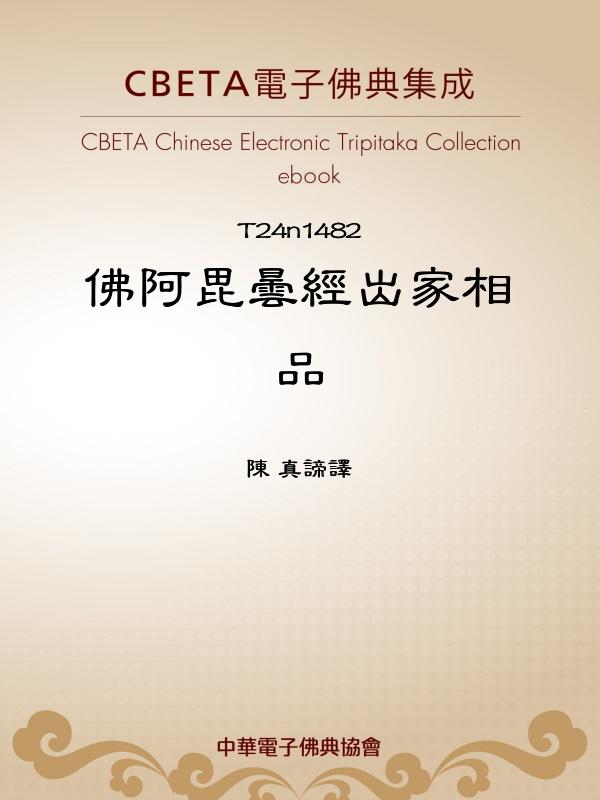 CBETA電子佛典集成
CBETA Chinese Electronic Tripitaka Collection
ebook
T24n1482
佛阿毘曇經出家相
品
陳 真諦譯
中華電子佛典協會